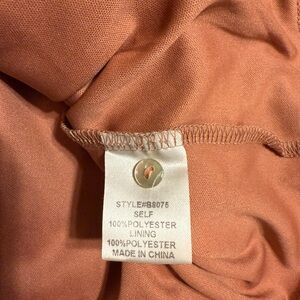 STYLE#B8075
SELF
100%POLYESTER
LINING
100%POLYESTER
MADE IN CHINA